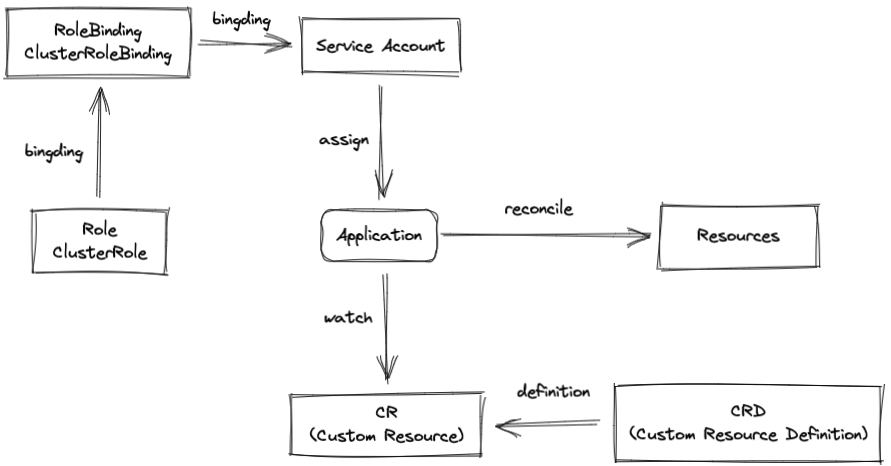 bingding
RoleBinding
ClusterRoleBinding
Service Account
bingding
assign
Role
ClusterRole
Application
reconcile
Resources
watch
definition
CR
(Custom Resource)
CRD
(Custom Resource Definition)